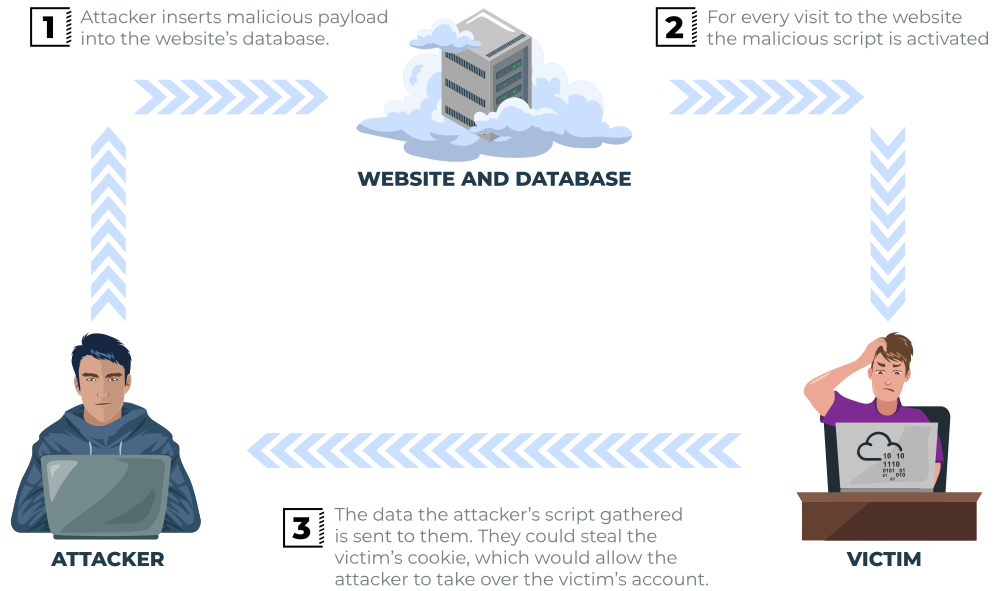 1
Attacker inserts malicious payload
into the website's database.
2
For every visit to the website
the malicious script is activated
WEBSITE AND DATABASE
10 10
1110
0101 01
01 010
01
ATTACKER
VICTIM
3
The data the attacker's script gathered
is sent to them. They could steal the
victim's cookie, which would allow the
attacker to take over the victim's account.